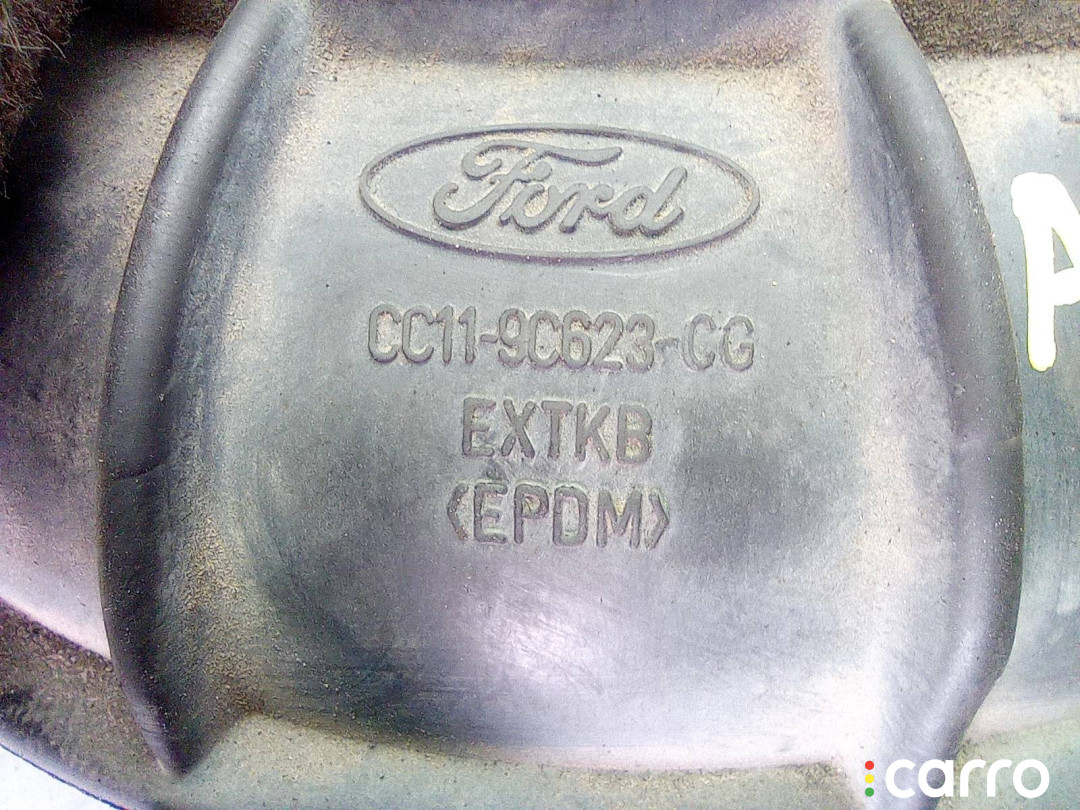 Ford
CC11-9C623-CG
EXTKB
<EPDM>
A
carro